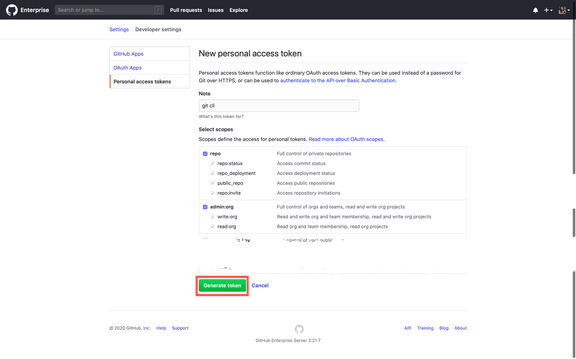 Enterprise
Search or jump to...
/
Pull requests
Issues
Explore
Settings
Developer settings
GitHub Apps
OAuth Apps
Personal access tokens
New personal access token
Personal access tokens function like ordinary OAuth access tokens. They can be used instead of a password for
Git over HTTPS, or can be used to authenticate to the API over Basic Authentication.
Note
git cli
What's this token for?
Select scopes
Scopes define the access for personal tokens. Read more about OAuth scopes.
repo Full control of private repositories
repo:status Access commit status
repo_deployment Access deployment status
public_repo Access public repositories
repo:invite Access repository invitations
admin:org Full control of orgs and teams, read and write org projects
write:org Read and write org and team membership, read and write org projects
read:org Read org and team membership, read org projects
Generate token
Cancel
© 2020 GitHub, Inc.
Help
Support
API
Training
Blog
About
GitHub Enterprise Server 2.21.7